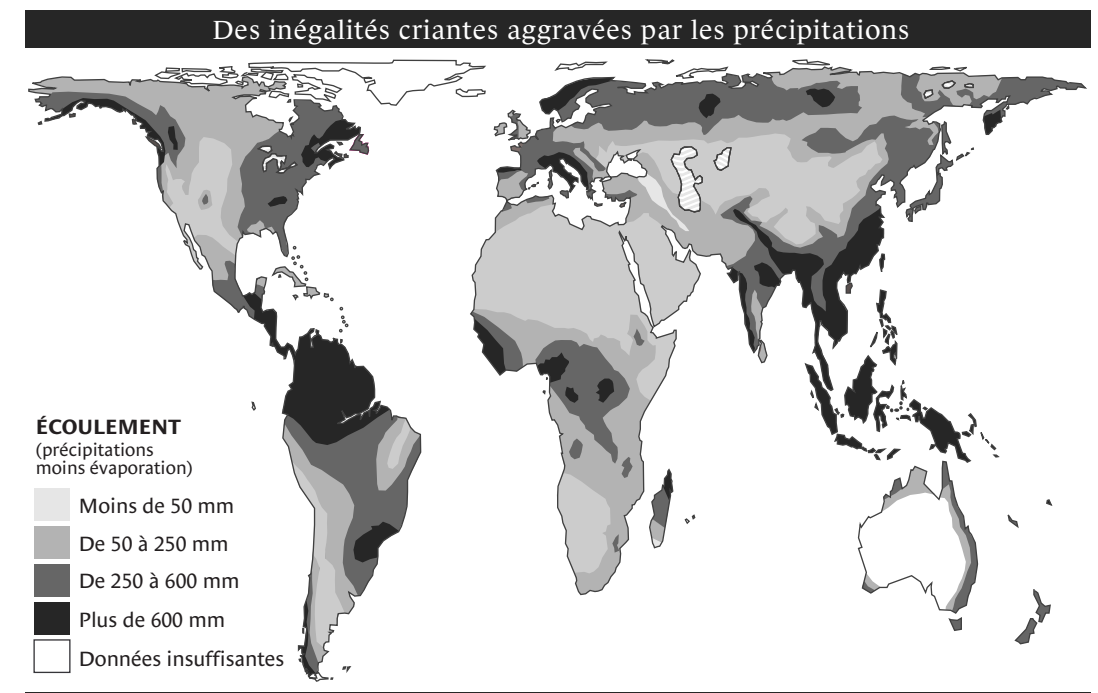 Des inégalités criantes aggravées par les précipitations
ÉCOULEMENT
(précipitations
moins évaporation)
Moins de 50 mm
De 50 à 250 mm
De 250 à 600 mm
Plus de 600 mm
Données insuffisantes